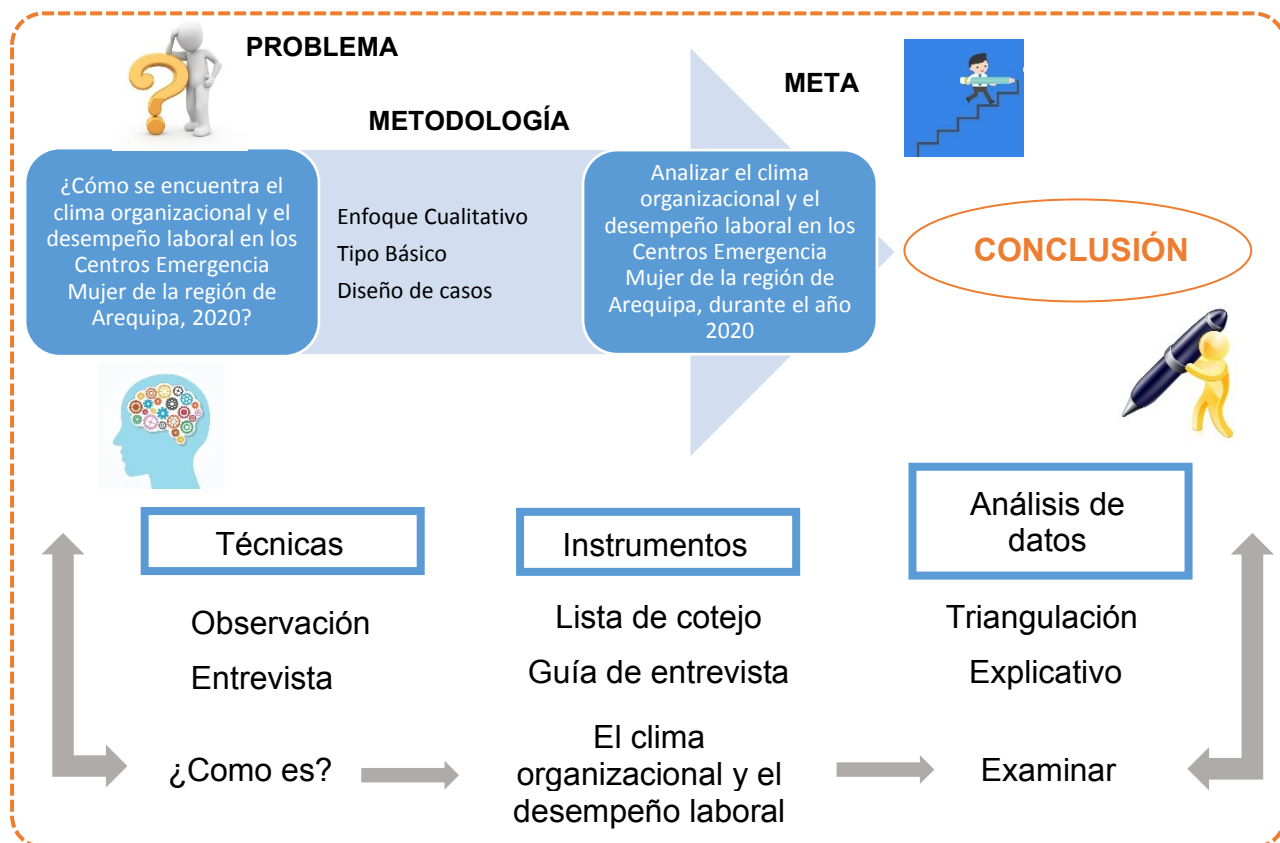 PROBLEMA
META
METODOLOGÍA
¿Cómo se encuentra el
clima organizacional y el
desempeño laboral en los
Centros Emergencia
Mujer de la región de
Arequipa, 2020?
Enfoque Cualitativo
Tipo Básico
Diseño de casos
Analizar el clima
organizacional y el
desempeño laboral en los
Centros Emergencia
Mujer de la región de
Arequipa, durante el año
2020
CONCLUSIÓN
Técnicas
Instrumentos
Análisis de
datos
Observación
Lista de cotejo
Triangulación
Entrevista
Guía de entrevista
Explicativo
¿Como es?
El clima
organizacional y el
desempeño laboral
Examinar